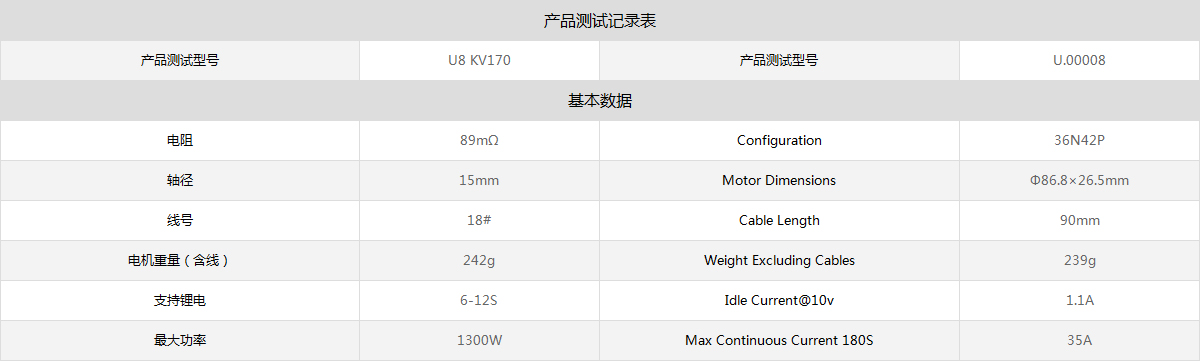 产品测试记录表
产品测试型号 U8 KV170 产品测试型号 U.00008
基本数据
电阻 89mΩ Configuration 36N42P
轴径 15mm Motor Dimensions Φ86.8×26.5mm
线号 18# Cable Length 90mm
电机重量（含线） 242g Weight Excluding Cables 239g
支持锂电 6-12S Idle Current@10v 1.1A
最大功率 1300W Max Continuous Current 180S 35A